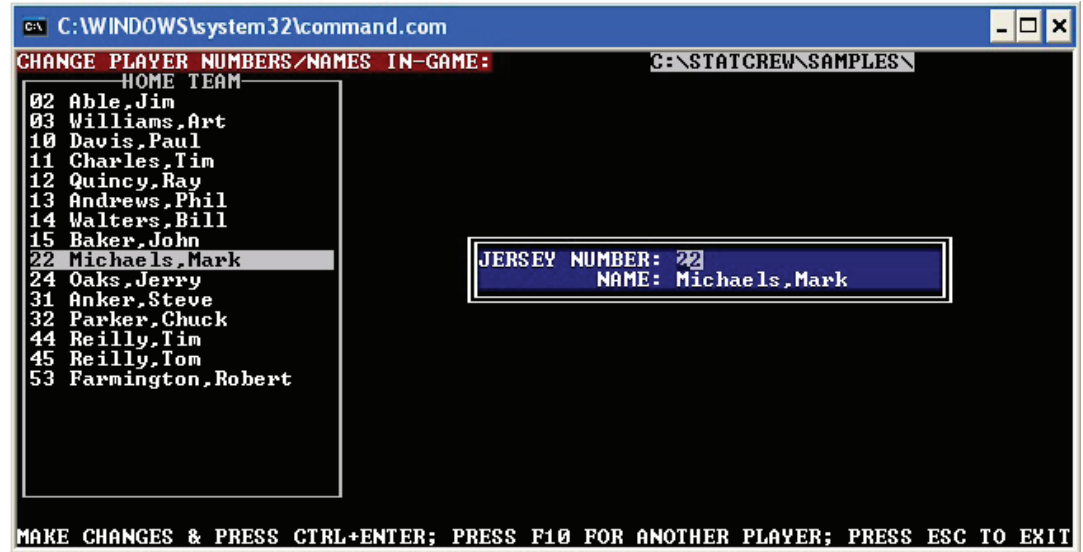 C:\WINDOWS\system32\command.com
CHANGE PLAYER NUMBERS/NAMES IN-GAME: C:\STATCREW\SAMPLES\
HOME TEAM
02 Able,Jim
03 Williams,Art
10 Davis,Paul
11 Charles,Tim
12 Quincy,Ray
13 Andrews,Phil
14 Walters,Bill
15 Baker,John
22 Michaels,Mark
24 Oaks,Jerry
31 Anker,Steve
32 Parker,Chuck
44 Reilly,Tim
45 Reilly,Tom
53 Farmington,Robert
JERSEY NUMBER: 22
NAME: Michaels,Mark
MAKE CHANGES & PRESS CTRL+ENTER; PRESS F10 FOR ANOTHER PLAYER; PRESS ESC TO EXIT